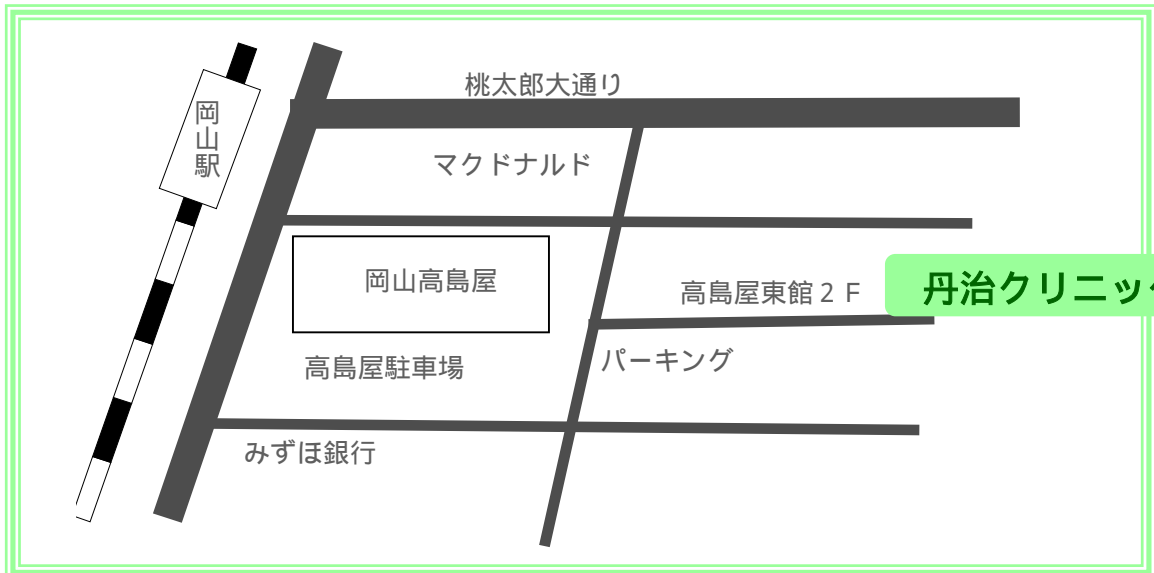 桃太郎大通り
岡山駅
マクドナルド
岡山高島屋
高島屋東館２Ｆ
丹治クリニック
高島屋駐車場
パーキング
みずほ銀行